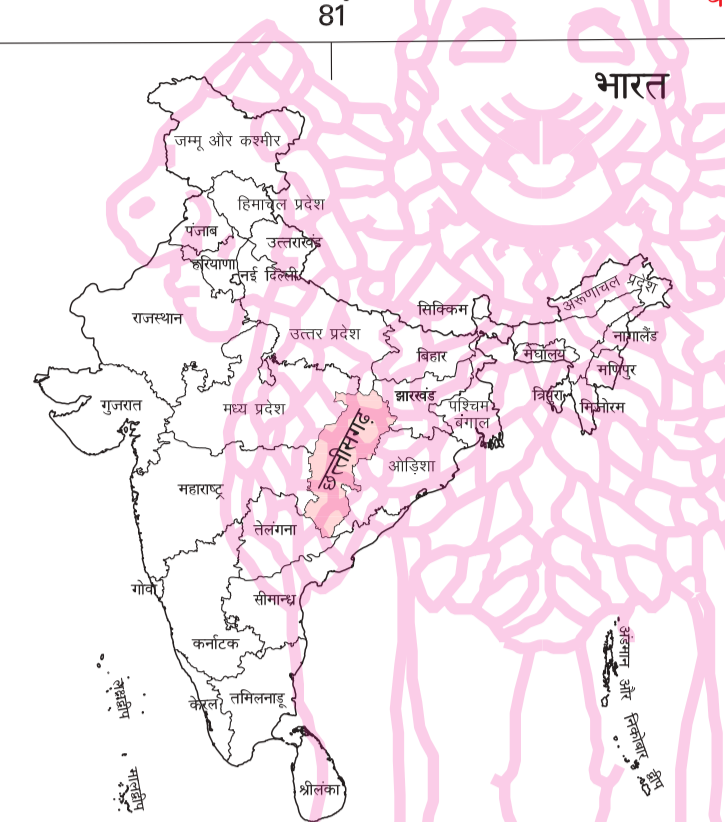 81
भारत
जम्मू और कश्मीर
हिमाचल प्रदेश
पंजाब
उत्तराखंड
हरियाणा
नई दिल्ली
अरूणाचल प्रदेश
सिक्किम
राजस्थान
उत्तर प्रदेश
नागालैंड
बिहार
मेघालय
मणिपुर
झारखंड
त्रिपुरा
गुजरात
मध्य प्रदेश
पश्चिम
बंगाल
मिजोरम
छत्तीसगढ़
ओड़िशा
महाराष्ट्र
तेलंगना
गोवा
सीमान्ध्र
कर्नाटक
अंडमान और निकोबार द्वीप
लक्षद्वीप
केरल
तमिलनाडू
मालद्वीप
श्रीलंका